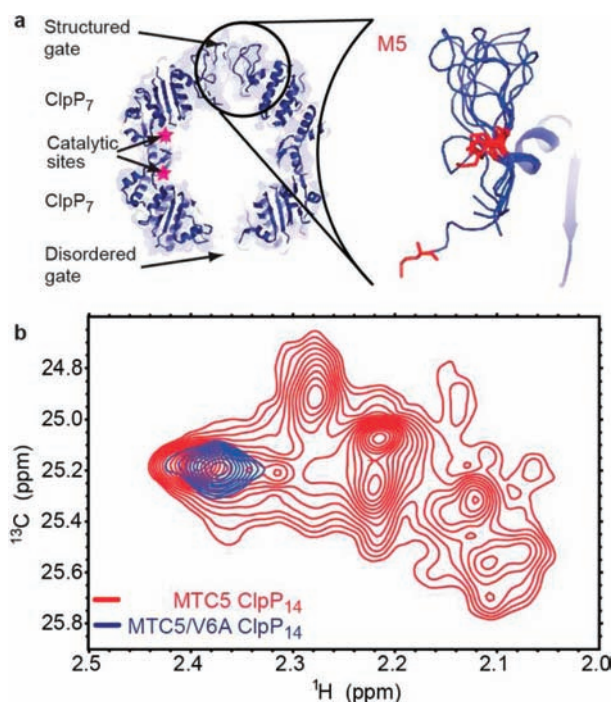 a
Structured
gate
M5
ClpP7
Catalytic
sites
ClpP7
Disordered
gate
b
24.8
25.0
25.2
25.4
25.6
25.8
13C (ppm)
MTC5 ClpP14
MTC5/V6A ClpP14
2.5 2.4 2.3 2.2 2.1 2.0
1H (ppm)